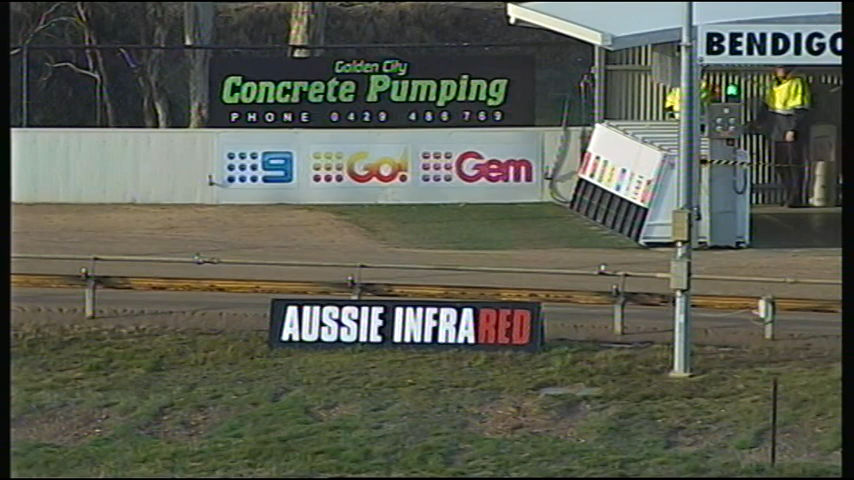 Golden City
Concrete Pumping
PHONE 0429 486 769
BENDIGO
9 Go! Gem
AUSSIE INFRARED